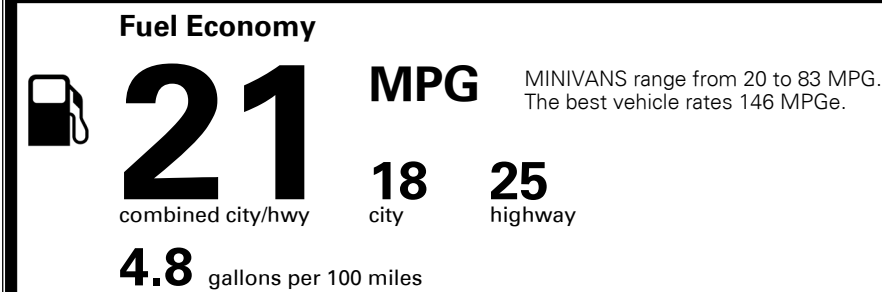 Fuel Economy
21 MPG
MINIVANS range from 20 to 83 MPG.
The best vehicle rates 146 MPGe.
18 25
combined city/hwy city highway
4.8 gallons per 100 miles